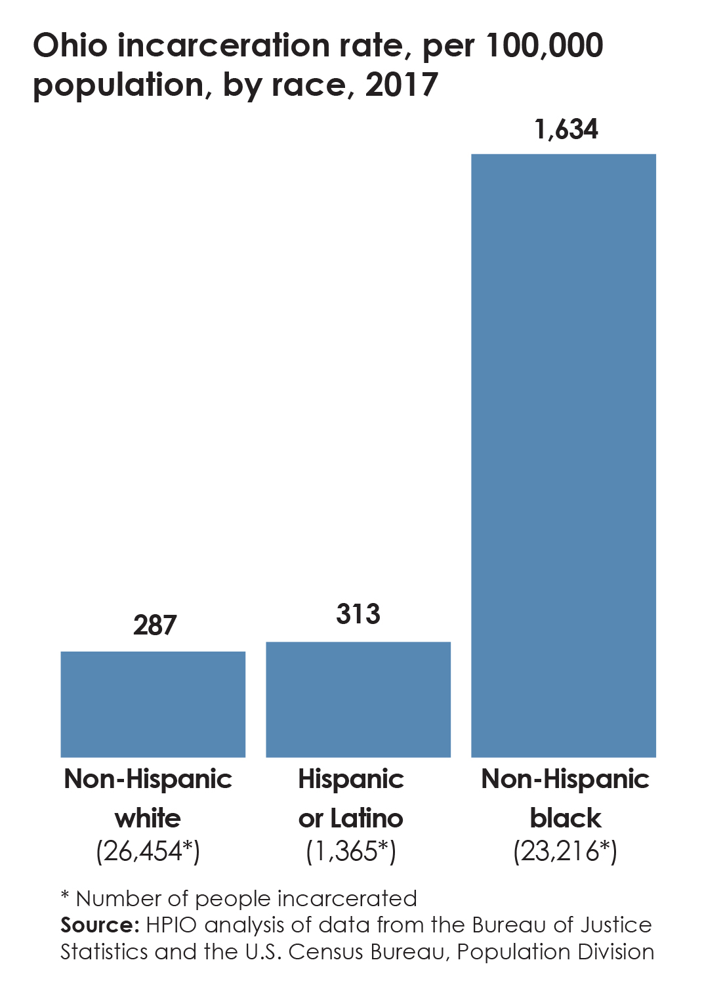 Ohio incarceration rate, per 100,000
population, by race, 2017
1,634
287
313
Non-Hispanic
white
(26,454*)
Hispanic
or Latino
(1,365*)
Non-Hispanic
black
(23,216*)
* Number of people incarcerated
Source: HPIO analysis of data from the Bureau of Justice
Statistics and the U.S. Census Bureau, Population Division